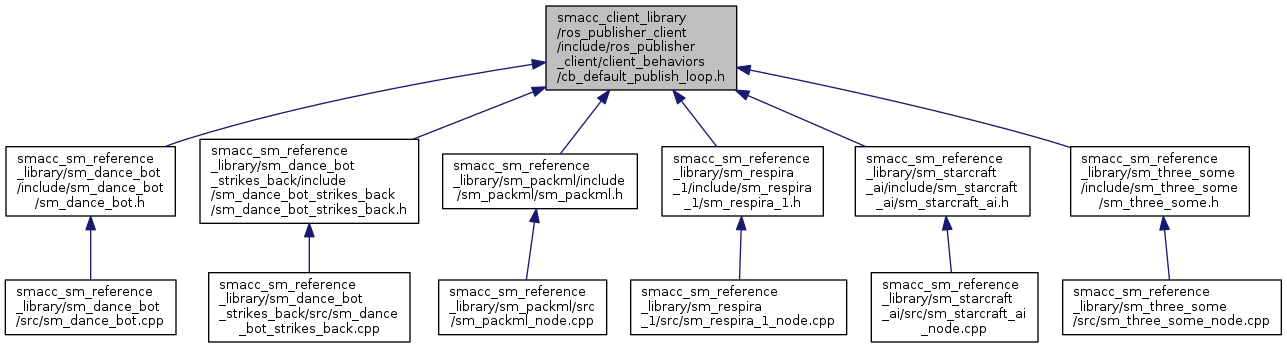 smacc_client_library
/ros_publisher_client
/include/ros_publisher
_client/client_behaviors
/cb_default_publish_loop.h
smacc_sm_reference
_library/sm_dance_bot
/include/sm_dance_bot
/sm_dance_bot.h
smacc_sm_reference
_library/sm_dance_bot
_strikes_back/include
/sm_dance_bot_strikes_back
/sm_dance_bot_strikes_back.h
smacc_sm_reference
_library/sm_packml/include
/sm_packml/sm_packml.h
smacc_sm_reference
_library/sm_respira
_1/include/sm_respira
_1/sm_respira_1.h
smacc_sm_reference
_library/sm_starcraft
_ai/include/sm_starcraft
_ai/sm_starcraft_ai.h
smacc_sm_reference
_library/sm_three_some
/include/sm_three_some
/sm_three_some.h
smacc_sm_reference
_library/sm_dance_bot
/src/sm_dance_bot.cpp
smacc_sm_reference
_library/sm_dance_bot
_strikes_back/src/sm_dance
_bot_strikes_back.cpp
smacc_sm_reference
_library/sm_packml/src
/sm_packml_node.cpp
smacc_sm_reference
_library/sm_respira
_1/src/sm_respira_1_node.cpp
smacc_sm_reference
_library/sm_starcraft
_ai/src/sm_starcraft_ai
_node.cpp
smacc_sm_reference
_library/sm_three_some
/src/sm_three_some_node.cpp